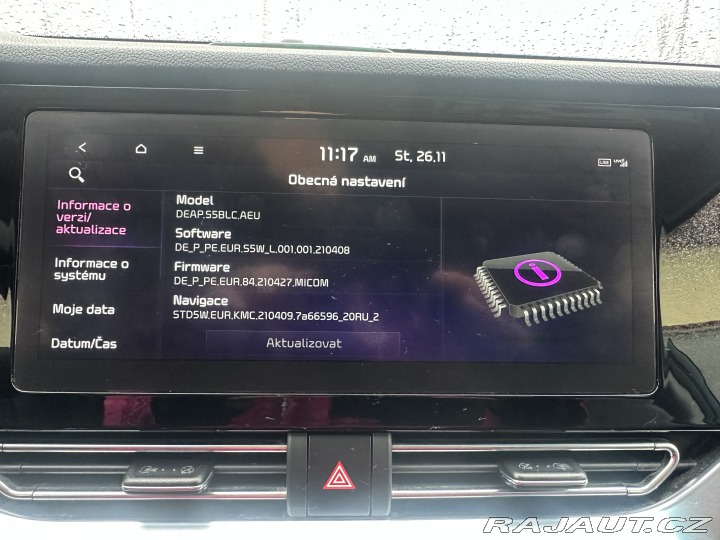 11:17 AM St, 26.11
Obecná nastavení
Informace o
verzi/
aktualizace
Informace o
systému
Moje data
Datum/Čas
Model
DEAP.S5BLC.AEU
Software
DE_P_PE.EUR.S5W_L.001.001.210408
Firmware
DE_P_PE.EUR.84.210427.MICOM
Navigace
STD5W.EUR.KMC.210409.7a66596_20RU_2
Aktualizovat
RAJAUT.CZ